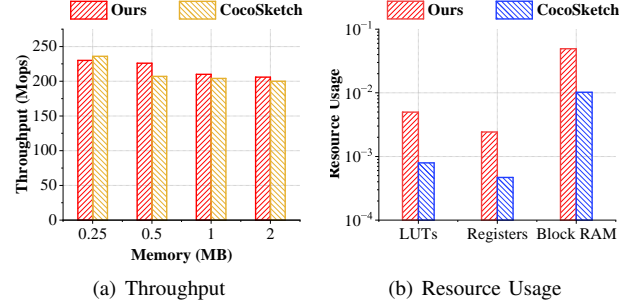 Ours CocoSketch
Throughput (Mops)
250
200
150
100
50
0
0.25 0.5 1 2
Memory (MB)
(a) Throughput
Ours CocoSketch
Resource Usage
10⁻¹
10⁻²
10⁻³
10⁻⁴
LUTs Registers Block RAM
(b) Resource Usage